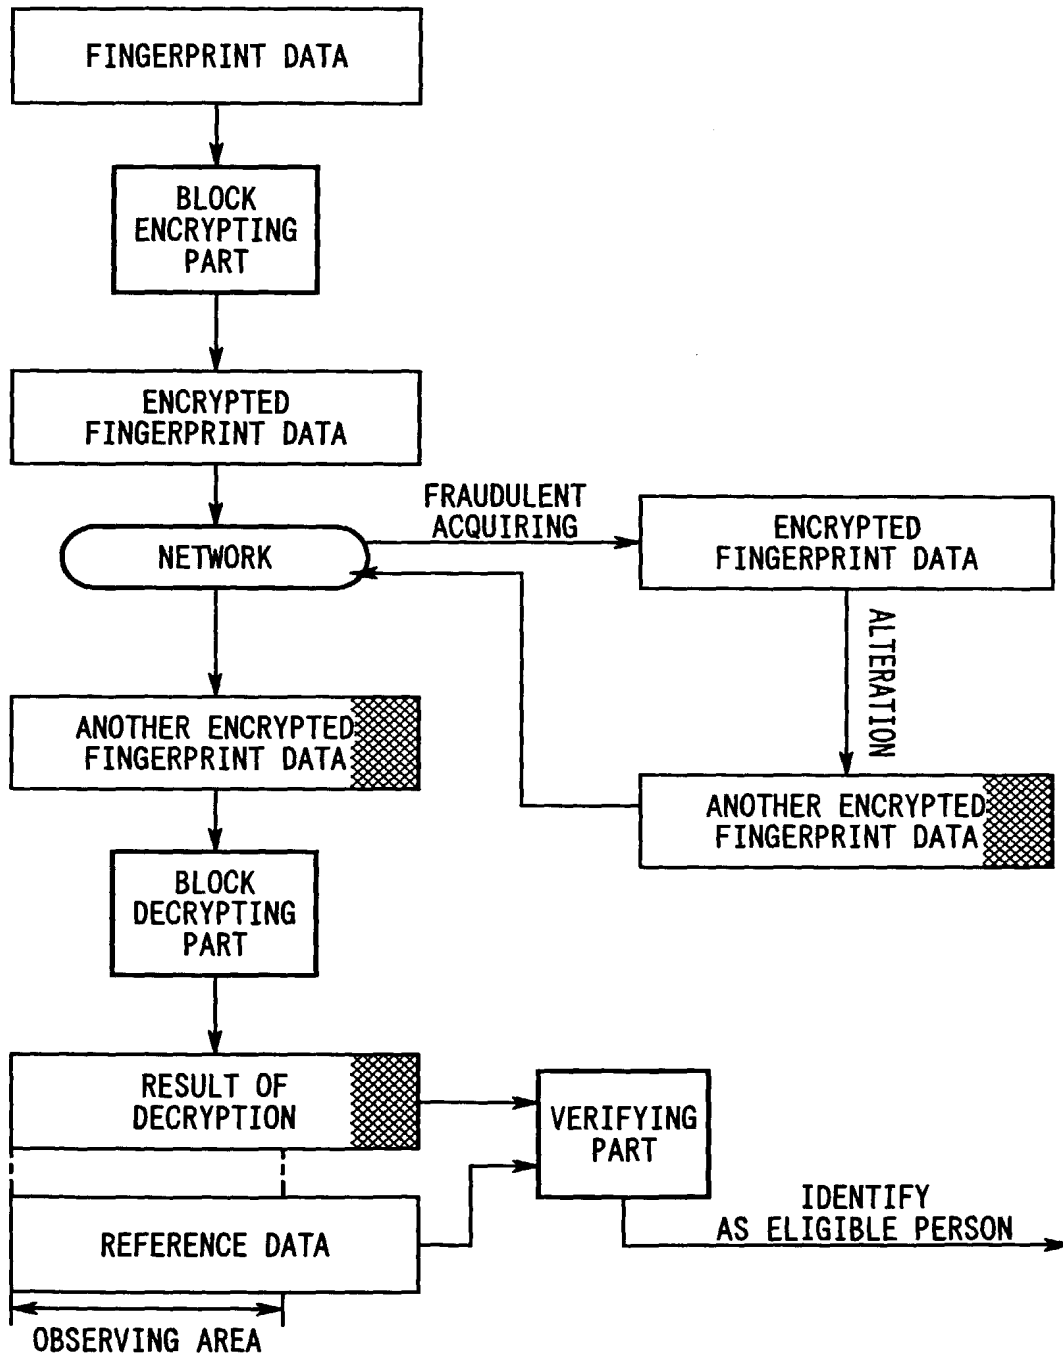 FINGERPRINT DATA
BLOCK
ENCRYPTING
PART
ENCRYPTED
FINGERPRINT DATA
NETWORK
FRAUDULENT
ACQUIRING
ENCRYPTED
FINGERPRINT DATA
ALTERATION
ANOTHER ENCRYPTED
FINGERPRINT DATA
ANOTHER ENCRYPTED
FINGERPRINT DATA
BLOCK
DECRYPTING
PART
RESULT OF
DECRYPTION
VERIFYING
PART
REFERENCE DATA
IDENTIFY
AS ELIGIBLE PERSON
OBSERVING AREA